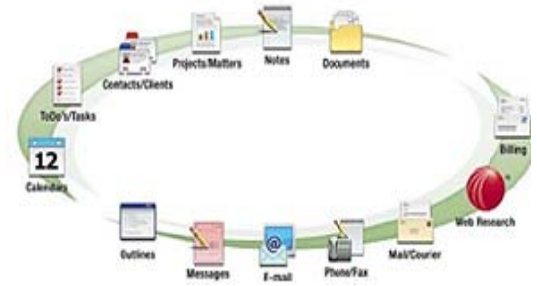 Notes
Documents
Projects/Matters
Contacts/Clients
ToDo's/Tasks
12
Calendars
Billing
Web Research
Mail/Courier
Phone/Fax
E-mail
@
Messages
Outlines